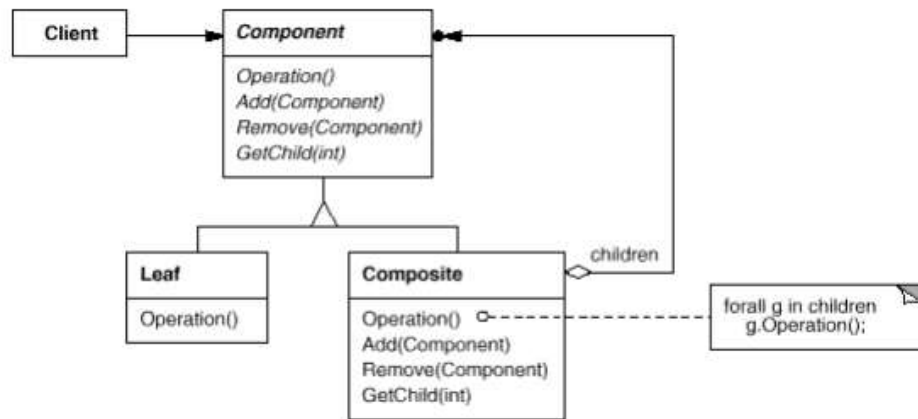 Client
Component
Operation()
Add(Component)
Remove(Component)
GetChild(int)
children
Leaf
Operation()
Composite
Operation()
Add(Component)
Remove(Component)
GetChild(int)
forall g in children
g.Operation();